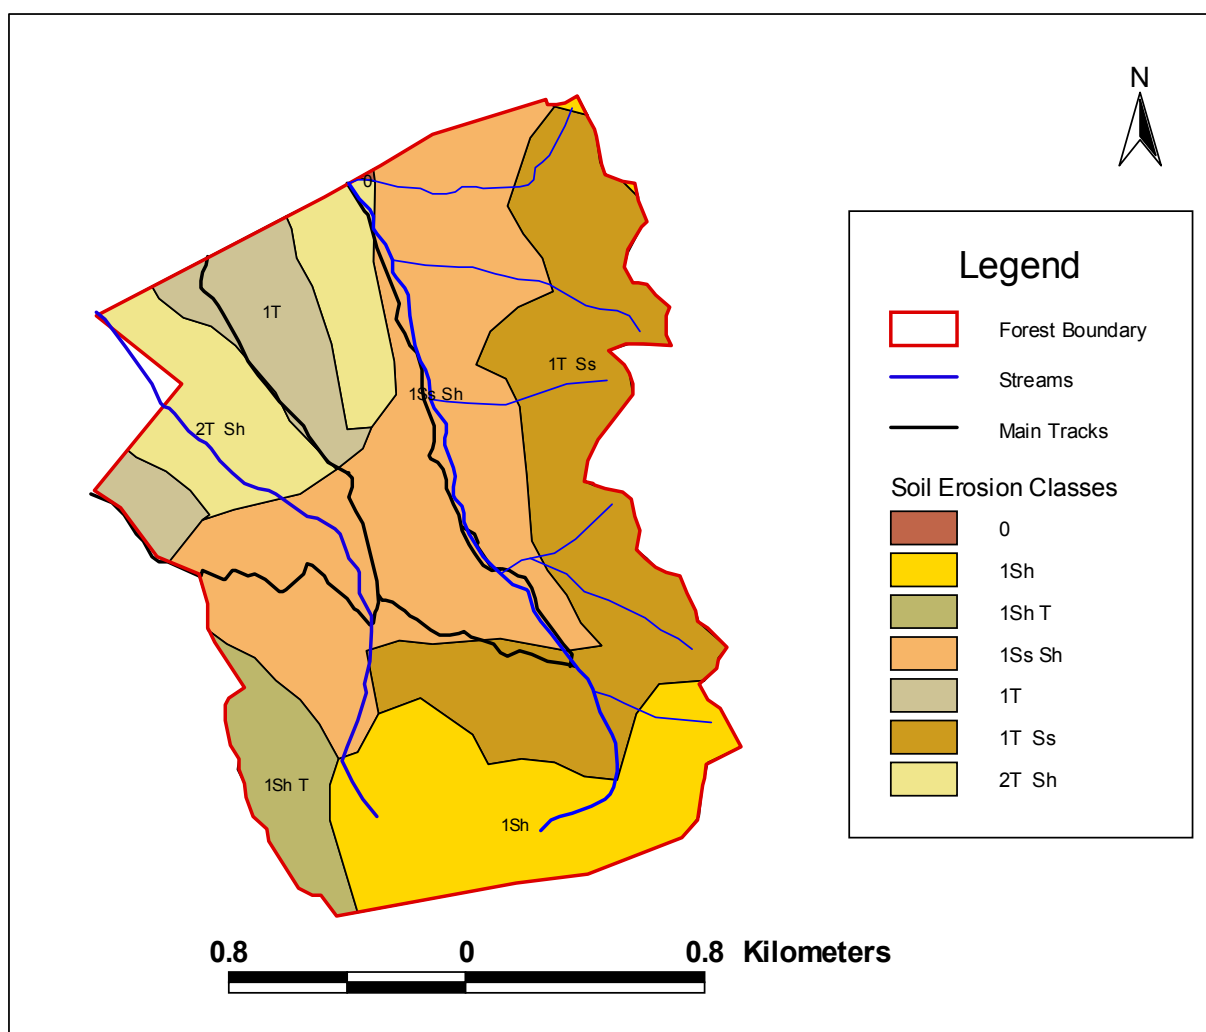 N
0
1T
1T Ss
1Ss Sh
2T Sh
1Sh T
1Sh
Legend
Forest Boundary
Streams
Main Tracks
Soil Erosion Classes
0
1Sh
1Sh T
1Ss Sh
1T
1T Ss
2T Sh
0.8 0 0.8 Kilometers